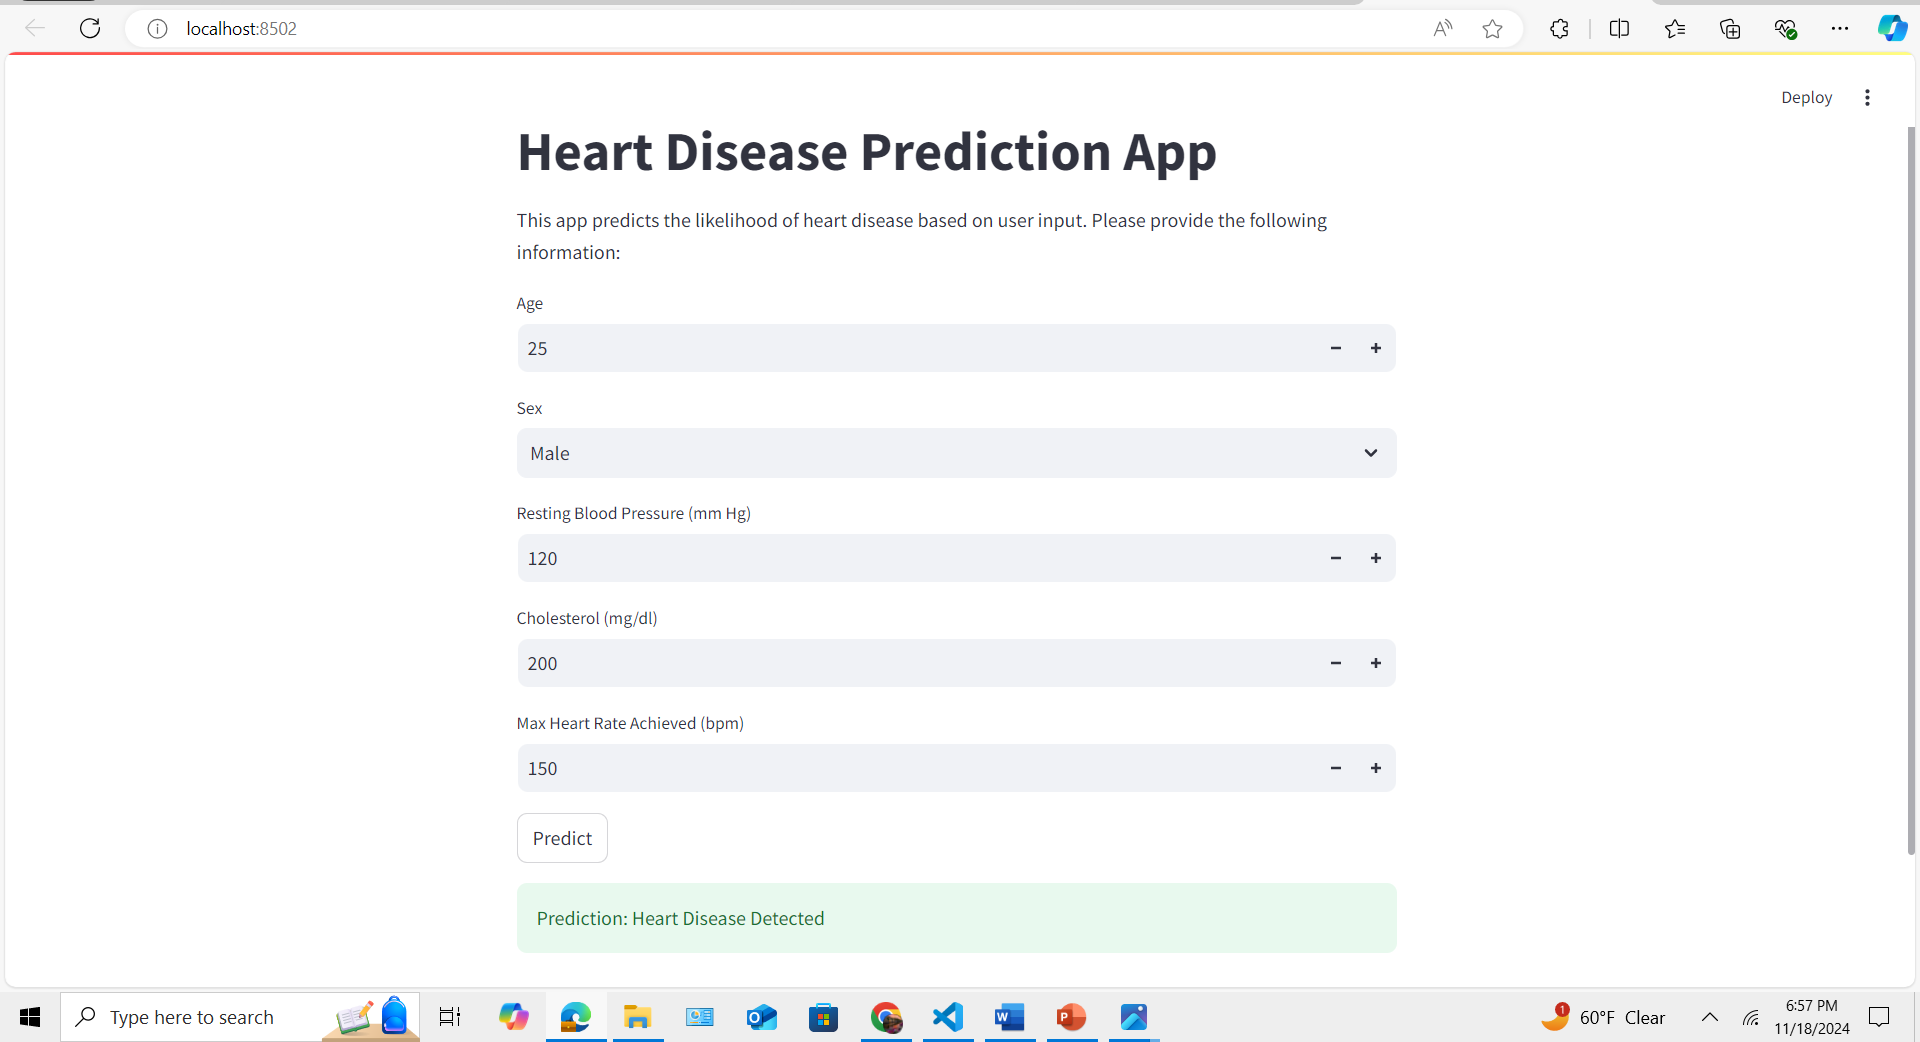 localhost:8502
Deploy
Heart Disease Prediction App
This app predicts the likelihood of heart disease based on user input. Please provide the following
information:
Age
25
Sex
Male
Resting Blood Pressure (mm Hg)
120
Cholesterol (mg/dl)
200
Max Heart Rate Achieved (bpm)
150
Predict
Prediction: Heart Disease Detected
Type here to search
1
60°F Clear
6:57 PM
11/18/2024